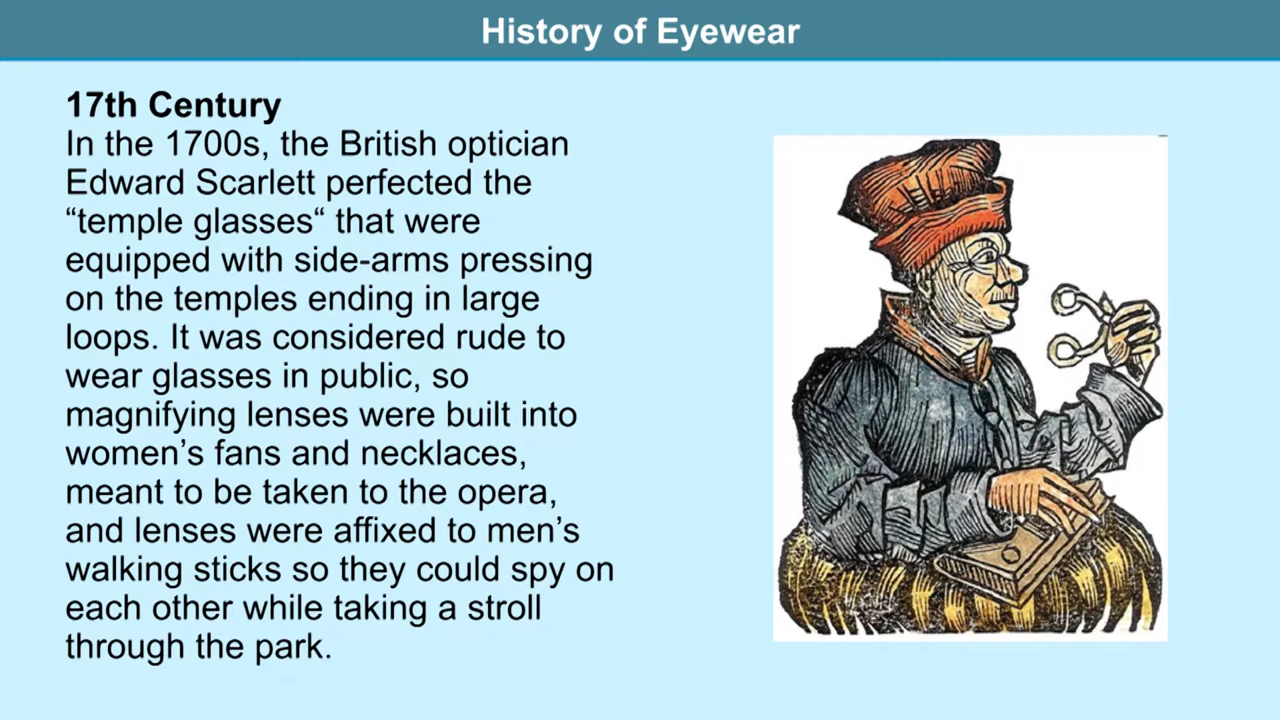 History of Eyewear
17th Century
In the 1700s, the British optician
Edward Scarlett perfected the
“temple glasses“ that were
equipped with side-arms pressing
on the temples ending in large
loops. It was considered rude to
wear glasses in public, so
magnifying lenses were built into
women’s fans and necklaces,
meant to be taken to the opera,
and lenses were affixed to men’s
walking sticks so they could spy on
each other while taking a stroll
through the park.